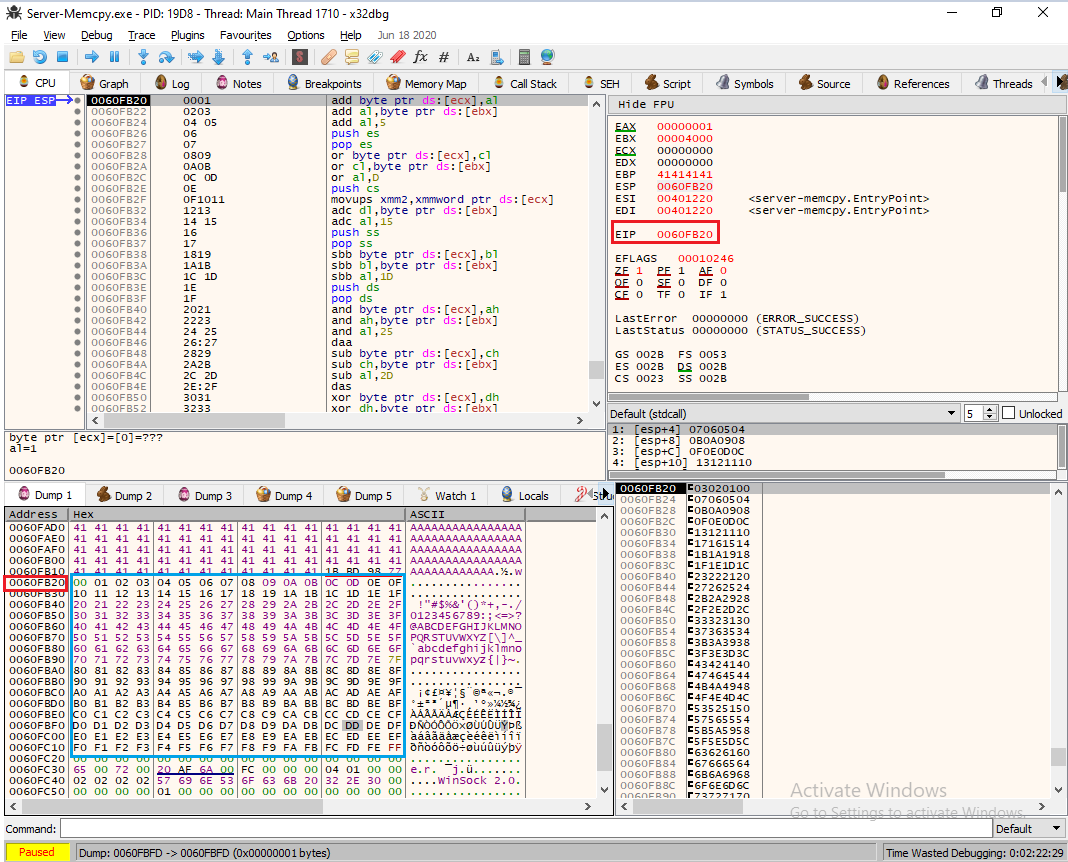 Server-Memcpy.exe - PID: 19D8 - Thread: Main Thread 1710 - x32dbg
File View Debug Trace Plugins Favourites Options Help Jun 18 2020
CPU Graph Log Notes Breakpoints Memory Map Call Stack SEH Script Symbols Source References Threads
EIP ESP
0060FB20 0001 add byte ptr ds:[ecx],al
0060FB22 0203 add al,byte ptr ds:[ebx]
0060FB24 04 05 add al,5
0060FB26 06 push es
0060FB27 07 pop es
0060FB28 0809 or byte ptr ds:[ecx],cl
0060FB2A 0A0B or cl,byte ptr ds:[ebx]
0060FB2C 0C 0D or al,D
0060FB2E 0E push cs
0060FB2F 0F1011 movups xmm2,xmmword ptr ds:[ecx]
0060FB32 1213 adc dl,byte ptr ds:[ebx]
0060FB34 14 15 adc al,15
0060FB36 16 push ss
0060FB37 17 pop ss
0060FB38 1819 sbb byte ptr ds:[ecx],bl
0060FB3A 1A1B sbb bl,byte ptr ds:[ebx]
0060FB3C 1C 1D sbb al,1D
0060FB3E 1E push ds
0060FB3F 1F pop ds
0060FB40 2021 and byte ptr ds:[ecx],ah
0060FB42 2223 and ah,byte ptr ds:[ebx]
0060FB44 24 25 and al,25
0060FB46 26:27 daa
0060FB48 2829 sub byte ptr ds:[ecx],ch
0060FB4A 2A2B sub ch,byte ptr ds:[ebx]
0060FB4C 2C 2D sub al,2D
0060FB4E 2E:2F das
0060FB50 3031 xor byte ptr ds:[ecx],dh
0060FB52 3233 xor dh,byte ptr ds:[ebx]
Hide FPU
EAX 00000001
EBX 00004000
ECX 00000000
EDX 00000000
EBP 41414141
ESP 0060FB20
ESI 00401220 <server-memcpy.EntryPoint>
EDI 00401220 <server-memcpy.EntryPoint>
EIP 0060FB20
EFLAGS 00010246
ZF 1 PF 1 AF 0
OF 0 SF 0 DF 0
CF 0 TF 0 IF 1
LastError 00000000 (ERROR_SUCCESS)
LastStatus 00000000 (STATUS_SUCCESS)
GS 002B FS 0053
ES 002B DS 002B
CS 0023 SS 002B
Default (stdcall) 5 Unlocked
1: [esp+4] 07060504
2: [esp+8] 0B0A0908
3: [esp+C] 0F0E0D0C
4: [esp+10] 13121110
byte ptr [ecx]=[0]=???
al=1
0060FB20
Dump 1 Dump 2 Dump 3 Dump 4 Dump 5 Watch 1 Locals Stru
Address Hex ASCII
0060FAD0 41 41 41 41 41 41 41 41 41 41 41 41 41 41 41 41 AAAAAAAAAAAAAAAA
0060FAE0 41 41 41 41 41 41 41 41 41 41 41 41 41 41 41 41 AAAAAAAAAAAAAAAA
0060FAF0 41 41 41 41 41 41 41 41 41 41 41 41 41 41 41 41 AAAAAAAAAAAAAAAA
0060FB00 41 41 41 41 41 41 41 41 41 41 41 41 41 41 41 41 AAAAAAAAAAAAAAAA
0060FB10 41 41 41 41 41 41 41 41 41 41 41 41 1B BD 98 77 AAAAAAAAAAAA.½.w
0060FB20 00 01 02 03 04 05 06 07 08 09 0A 0B 0C 0D 0E 0F ................
0060FB30 10 11 12 13 14 15 16 17 18 19 1A 1B 1C 1D 1E 1F ................
0060FB40 20 21 22 23 24 25 26 27 28 29 2A 2B 2C 2D 2E 2F !"#$%&'()*+,-./
0060FB50 30 31 32 33 34 35 36 37 38 39 3A 3B 3C 3D 3E 3F 0123456789:;<=>?
0060FB60 40 41 42 43 44 45 46 47 48 49 4A 4B 4C 4D 4E 4F @ABCDEFGHIJKLMNO
0060FB70 50 51 52 53 54 55 56 57 58 59 5A 5B 5C 5D 5E 5F PQRSTUVWXYZ[\]^_
0060FB80 60 61 62 63 64 65 66 67 68 69 6A 6B 6C 6D 6E 6F `abcdefghijklmno
0060FB90 70 71 72 73 74 75 76 77 78 79 7A 7B 7C 7D 7E 7F pqrstuvwxyz{|}~.
0060FBA0 80 81 82 83 84 85 86 87 88 89 8A 8B 8C 8D 8E 8F ................
0060FBB0 90 91 92 93 94 95 96 97 98 99 9A 9B 9C 9D 9E 9F ................
0060FBC0 A0 A1 A2 A3 A4 A5 A6 A7 A8 A9 AA AB AC AD AE AF ¡¢£¤¥¦§¨©ª«¬.®¯
0060FBD0 B0 B1 B2 B3 B4 B5 B6 B7 B8 B9 BA BB BC BD BE BF °±²³´µ¶·¸¹º»¼½¾¿
0060FBE0 C0 C1 C2 C3 C4 C5 C6 C7 C8 C9 CA CB CC CD CE CF ÀÁÂÃÄÅÆÇÈÉÊËÌÍÎÏ
0060FBF0 D0 D1 D2 D3 D4 D5 D6 D7 D8 D9 DA DB DC DD DE DF ÐÑÒÓÔÕÖ×ØÙÚÛÜÝÞß
0060FC00 E0 E1 E2 E3 E4 E5 E6 E7 E8 E9 EA EB EC ED EE EF àáâãäåæçèéêëìíîï
0060FC10 F0 F1 F2 F3 F4 F5 F6 F7 F8 F9 FA FB FC FD FE FF ðñòóôõö÷øùúûüýþÿ
0060FC20 00 00 00 00 00 00 00 00 00 00 00 00 00 00 00 00 ................
0060FC30 65 00 72 00 20 AF 6A 00 FC 00 00 00 04 01 00 00 e.r. ¯j.ü.......
0060FC40 02 02 02 02 57 69 6E 53 6F 63 6B 20 32 2E 30 00 ....WinSock 2.0.
0060FC50 00 00 00 00 01 00 00 00 00 00 00 00 00 00 00 00 ................
0060FB20 03020100
0060FB24 07060504
0060FB28 0B0A0908
0060FB2C 0F0E0D0C
0060FB30 13121110
0060FB34 17161514
0060FB38 1B1A1918
0060FB3C 1F1E1D1C
0060FB40 23222120
0060FB44 27262524
0060FB48 2B2A2928
0060FB4C 2F2E2D2C
0060FB50 33323130
0060FB54 37363534
0060FB58 3B3A3938
0060FB5C 3F3E3D3C
0060FB60 43424140
0060FB64 47464544
0060FB68 4B4A4948
0060FB6C 4F4E4D4C
0060FB70 53525150
0060FB74 57565554
0060FB78 5B5A5958
0060FB7C 5F5E5D5C
0060FB80 63626160
0060FB84 67666564
0060FB88 6B6A6968
0060FB8C 6F6E6D6C
0060FB90 73727170
Activate Windows
Go to Settings to activate Windows.
Command: Default
Paused Dump: 0060FBFD -> 0060FBFD (0x00000001 bytes) Time Wasted Debugging: 0:02:22:29